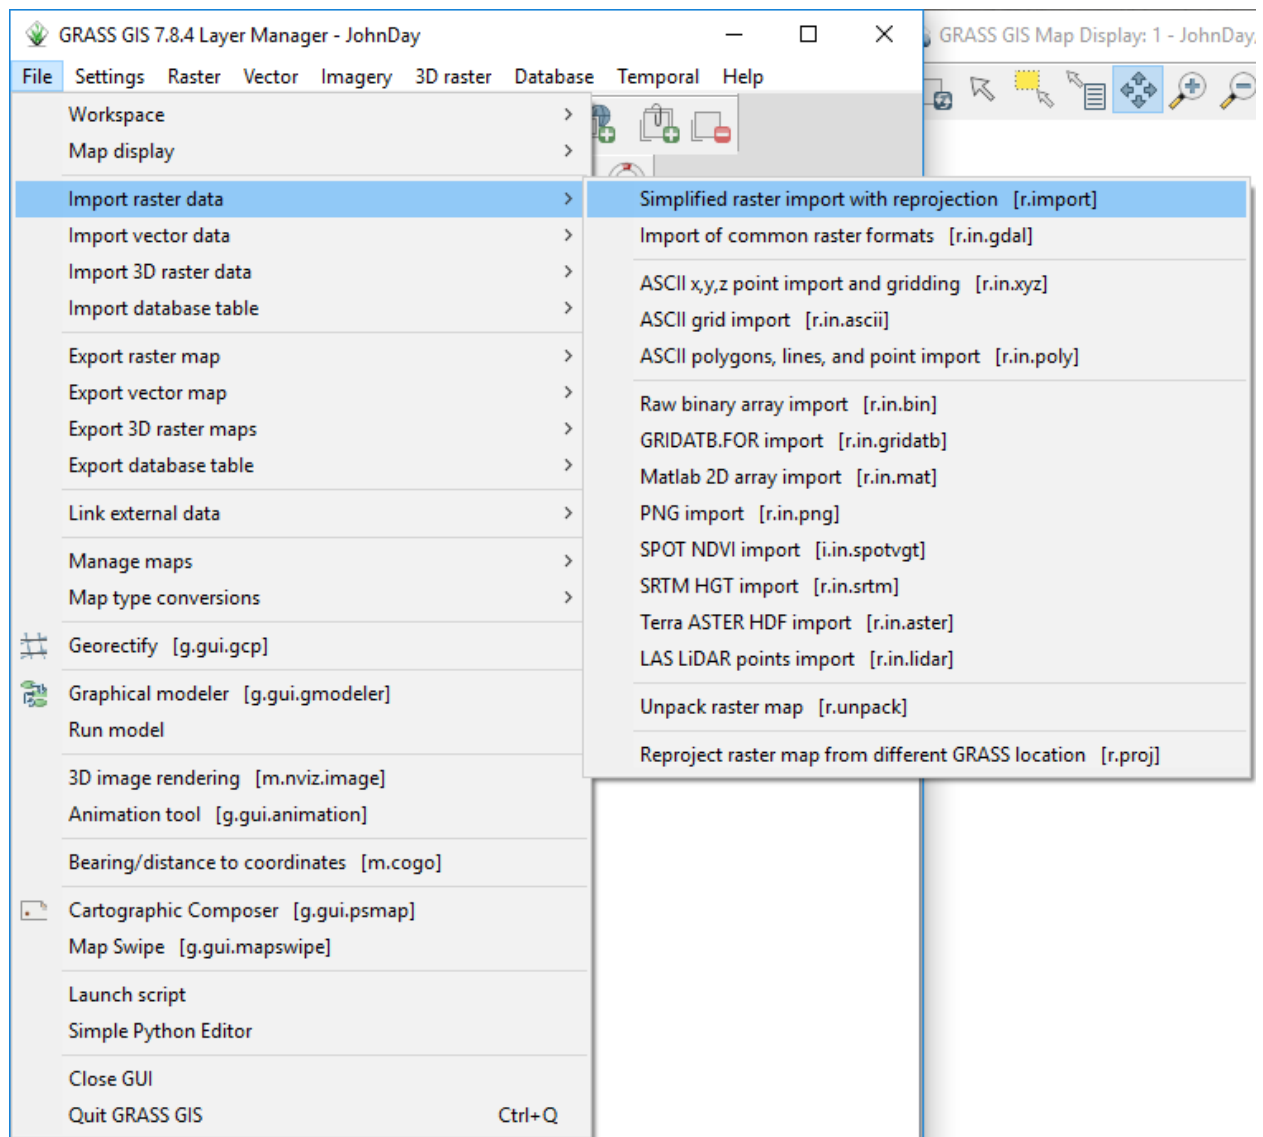 GRASS GIS 7.8.4 Layer Manager - JohnDay
GRASS GIS Map Display: 1 - JohnDay,
File Settings Raster Vector Imagery 3D raster Database Temporal Help
Workspace
Map display
Import raster data
Import vector data
Import 3D raster data
Import database table
Export raster map
Export vector map
Export 3D raster maps
Export database table
Link external data
Manage maps
Map type conversions
Georectify [g.gui.gcp]
Graphical modeler [g.gui.gmodeler]
Run model
3D image rendering [m.nviz.image]
Animation tool [g.gui.animation]
Bearing/distance to coordinates [m.cogo]
Cartographic Composer [g.gui.psmap]
Map Swipe [g.gui.mapswipe]
Launch script
Simple Python Editor
Close GUI
Quit GRASS GIS Ctrl+Q
Simplified raster import with reprojection [r.import]
Import of common raster formats [r.in.gdal]
ASCII x,y,z point import and gridding [r.in.xyz]
ASCII grid import [r.in.ascii]
ASCII polygons, lines, and point import [r.in.poly]
Raw binary array import [r.in.bin]
GRIDATB.FOR import [r.in.gridatb]
Matlab 2D array import [r.in.mat]
PNG import [r.in.png]
SPOT NDVI import [i.in.spotvgt]
SRTM HGT import [r.in.srtm]
Terra ASTER HDF import [r.in.aster]
LAS LiDAR points import [r.in.lidar]
Unpack raster map [r.unpack]
Reproject raster map from different GRASS location [r.proj]